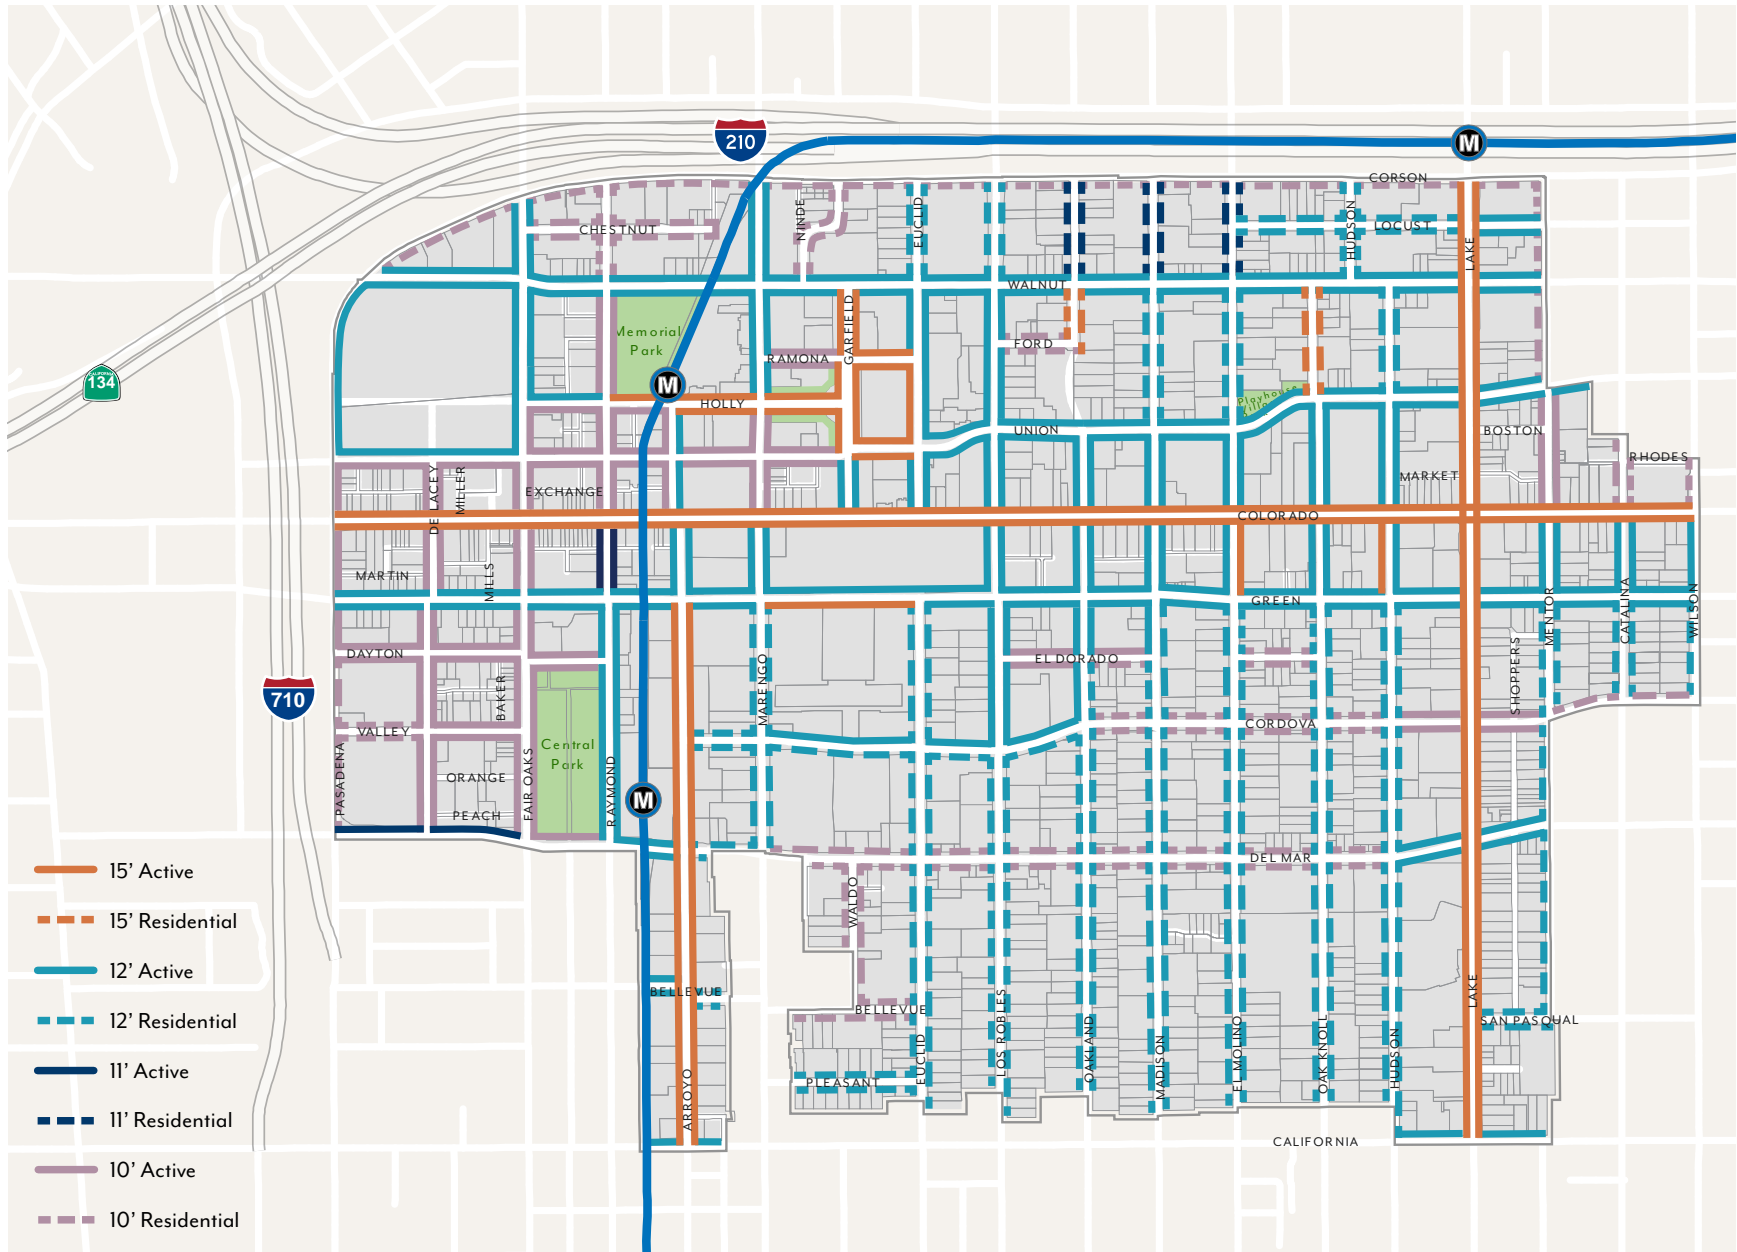 210
M
CORSON
NINDE
EUCLID
HUDSON
CHESTNUT
LOCUST
LAKE
WALNUT
GARFIELD
Memorial
Park
FORD
RAMONA
CALIFORNIA
134
M
HOLLY
Playhouse
Village
UNION
BOSTON
RHODES
DE LACEY
MILLER
MARKET
EXCHANGE
COLORADO
MARTIN
MILLS
GREEN
MENTOR
CATALINA
WILSON
DAYTON
EL DORADO
MARENGO
SHOPPERS
BAKER
710
CORDOVA
VALLEY
Central
Park
PASADENA
ORANGE
FAIR OAKS
RAYMOND
M
PEACH
DEL MAR
15’ Active
WALDO
15’ Residential
12’ Active
BELLEVUE
LAKE
BELLEVUE
LOS ROBLES
12’ Residential
SAN PASQUAL
EUCLID
OAKLAND
MADISON
EL MOLINO
OAK KNOLL
HUDSON
11’ Active
PLEASANT
ARROYO
11’ Residential
CALIFORNIA
10’ Active
10’ Residential